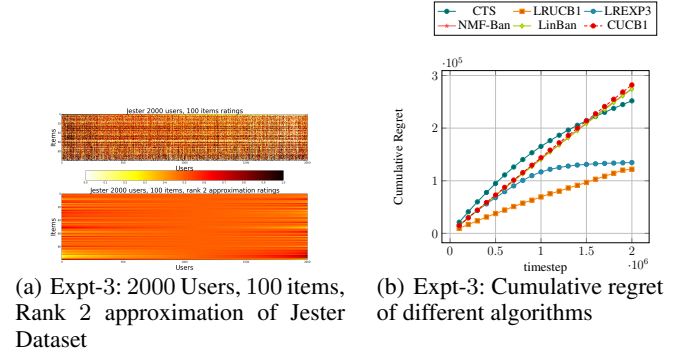 CTS LRUCB1 LREXP3
NMF-Ban LinBan CUCB1
Jester 2000 users, 100 items ratings
Items
Users
Jester 2000 users, 100 items, rank 2 approximation ratings
Items
Users
·10^5
3
2
1
0
Cumulative Regret
0 0.5 1 1.5 2
timestep ·10^6
(a) Expt-3: 2000 Users, 100 items,
Rank 2 approximation of Jester
Dataset
(b) Expt-3: Cumulative regret
of different algorithms